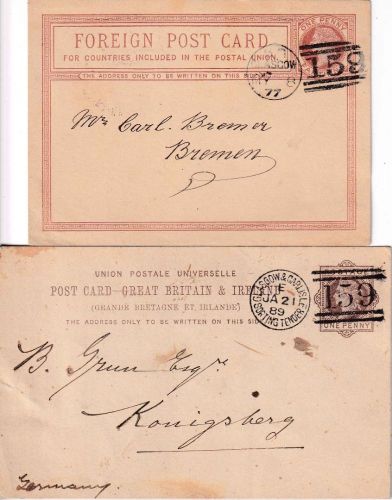 ONE PENNY
FOREIGN POST CARD
FOR COUNTRIES INCLUDED IN THE POSTAL UNION.
THE ADDRESS ONLY TO BE WRITTEN ON THIS
GLASGOW
77
159
Mr Carl. Bremer
Bremen
UNION POSTALE UNIVERSELLE
POST CARD-GREAT BRITAIN & IRELAND
(GRANDE BRETAGNE ET IRLANDE)
THE ADDRESS ONLY TO BE WRITTEN ON THIS
GLASGOW & CARLISLE
E
JA 21
89
SORTING TENDER
159
ONE PENNY
B. Grun Esqr.
Konigsberg
Germany.